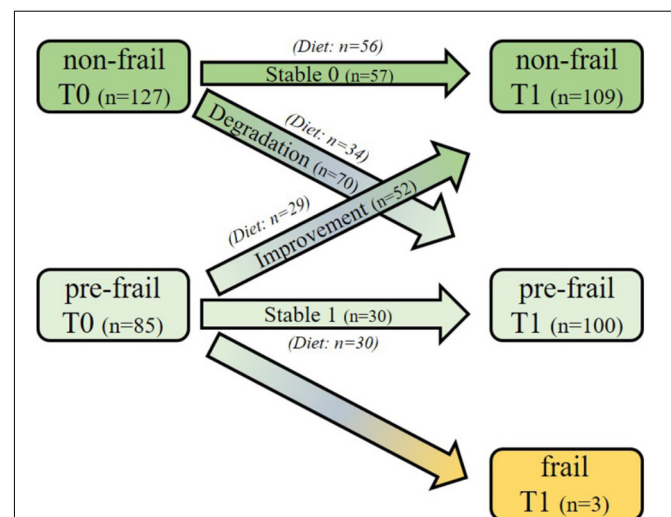 non-frail
T0 (n=127)
(Diet: n=56)
Stable 0 (n=57)
non-frail
T1 (n=109)
Degradation (n=70)
(Diet: n=34)
(Diet: n=29)
Improvement (n=52)
pre-frail
T0 (n=85)
Stable 1 (n=30)
(Diet: n=30)
pre-frail
T1 (n=100)
frail
T1 (n=3)